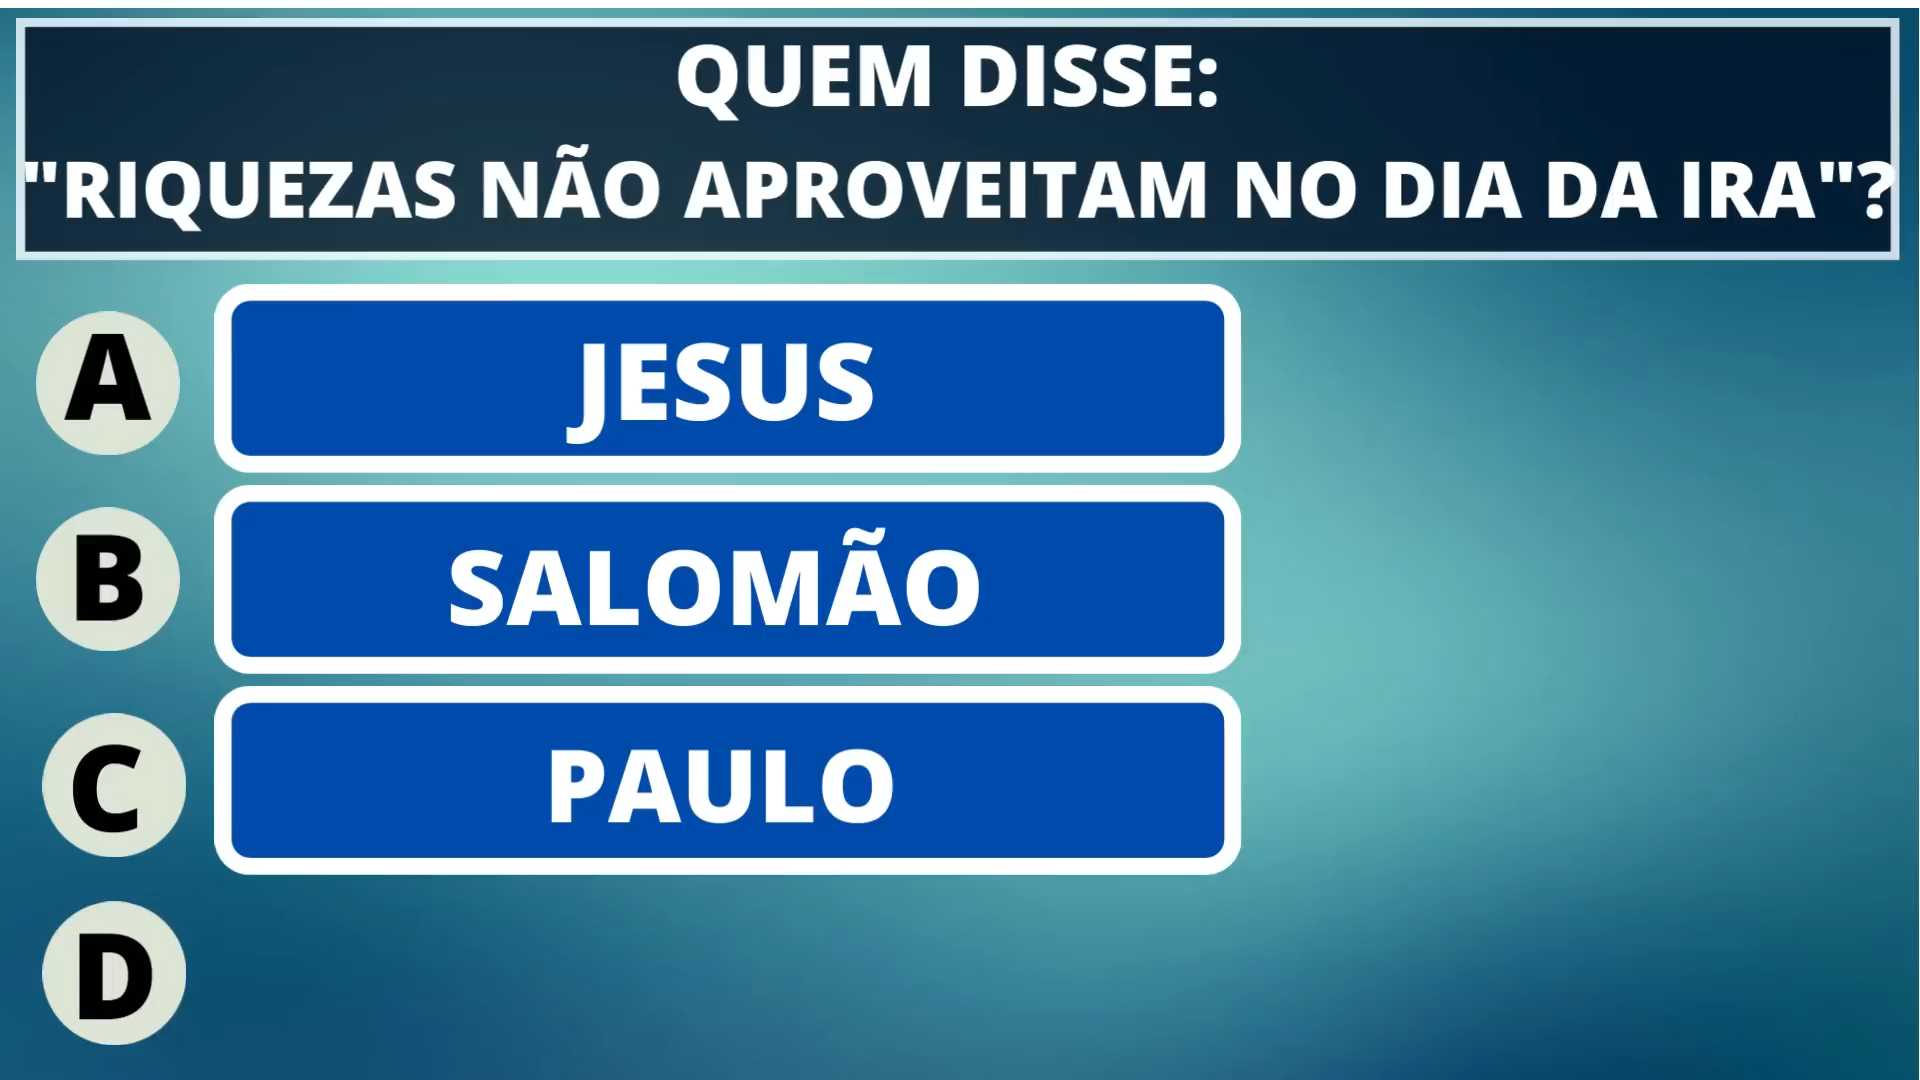 QUEM DISSE:
"RIQUEZAS NÃO APROVEITAM NO DIA DA IRA"?
A
JESUS
B
SALOMÃO
C
PAULO
D